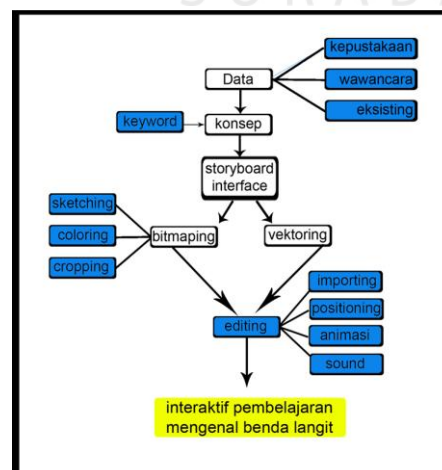 S U R A
kepustakaan
Data
wawancara
eksisting
keyword
konsep
storyboard
interface
sketching
coloring
bitmaping
vektoring
cropping
importing
positioning
editing
animasi
sound
interaktif pembelajaran
mengenal benda langit